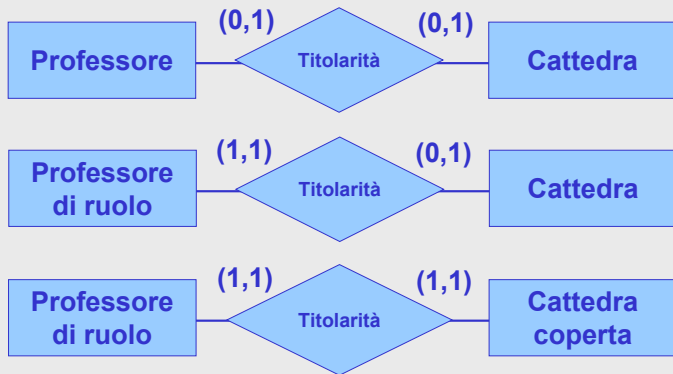 (0,1) (0,1)
Professore Titolarità Cattedra
(1,1) (0,1)
Professore
di ruolo Titolarità Cattedra
(1,1) (1,1)
Professore
di ruolo Titolarità Cattedra
coperta